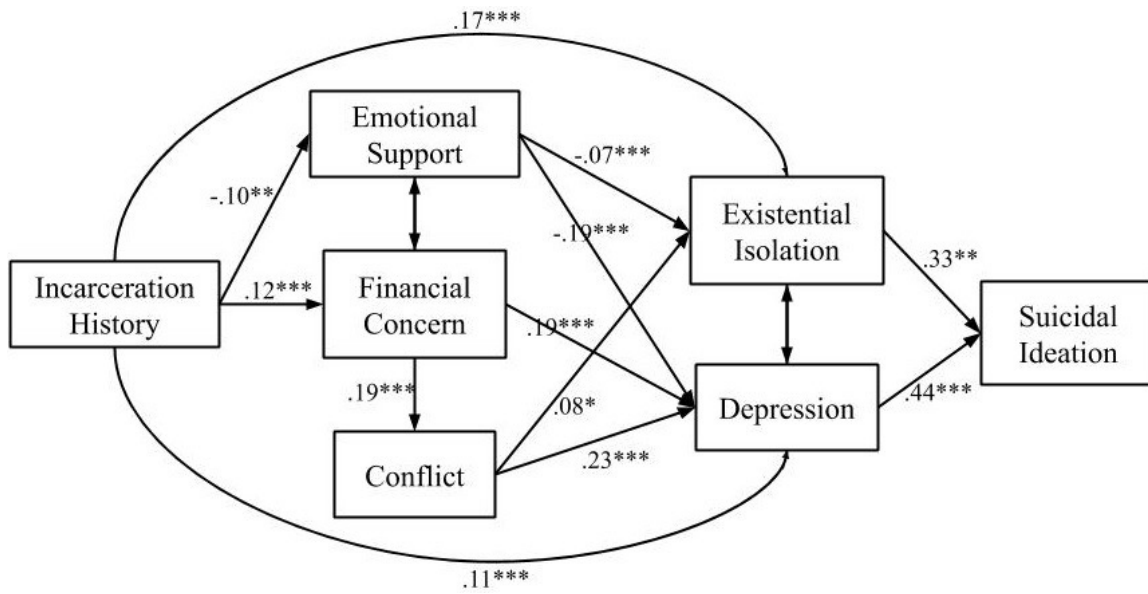 .17***
Emotional
Support
-.07***
-.10**
Existential
Isolation
-.19***
.33**
Incarceration
History
.12***
Financial
Concern
.19***
Suicidal
Ideation
.19***
.08*
Depression
.44***
Conflict
.23***
.11***